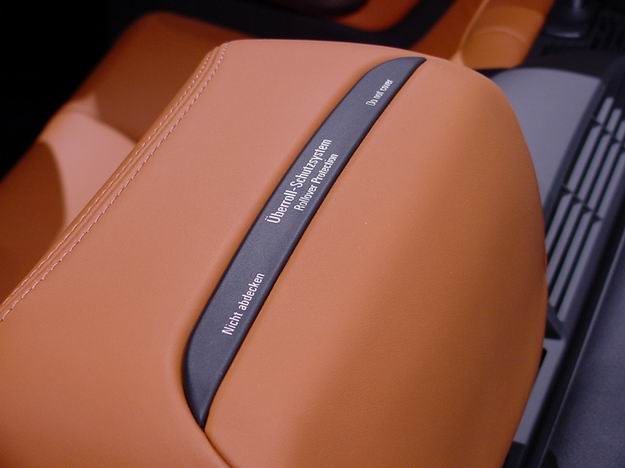 Nicht abdecken
Überroll-Schutzsystem
Rollover Protection
Do not cover